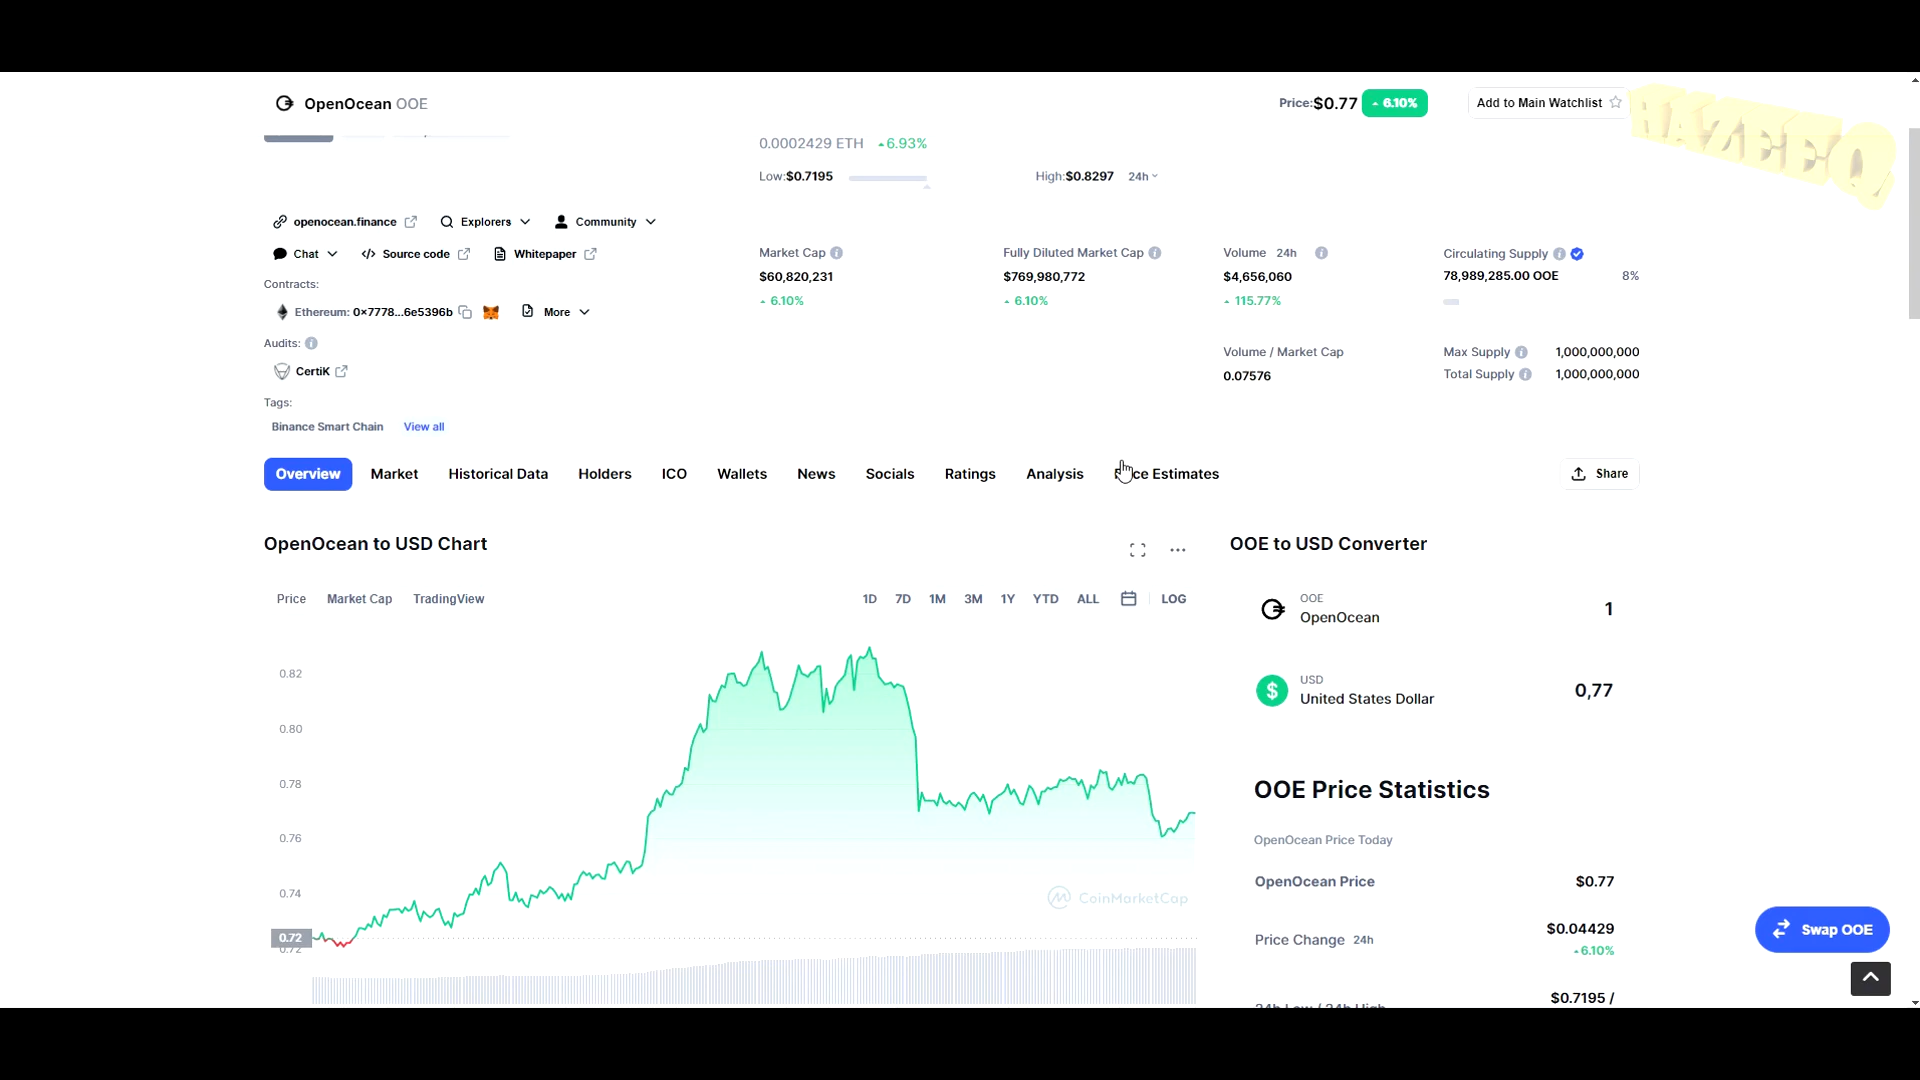 OpenOcean OOE
Price:$0.77 6.10%
Add to Main Watchlist
HAZEEQ
0.0002429 ETH 6.93%
Low:$0.7195
High:$0.8297 24h
openocean.finance Explorers Community
Chat Source code Whitepaper
Contracts:
Ethereum: 0x7778...6e5396b More
Audits:
CertiK
Tags:
Binance Smart Chain View all
Market Cap
$60,820,231
6.10%
Fully Diluted Market Cap
$769,980,772
6.10%
Volume 24h
$4,656,060
115.77%
Volume / Market Cap
0.07576
Circulating Supply
78,989,285.00 OOE 8%
Max Supply 1,000,000,000
Total Supply 1,000,000,000
Overview Market Historical Data Holders ICO Wallets News Socials Ratings Analysis Estimates
Share
OpenOcean to USD Chart
Price Market Cap TradingView
1D 7D 1M 3M 1Y YTD ALL LOG
0.82
0.80
0.78
0.76
0.74
0.72
0.72
CoinMarketCap
OOE to USD Converter
OOE
OpenOcean 1
USD
United States Dollar 0,77
OOE Price Statistics
OpenOcean Price Today
OpenOcean Price $0.77
Price Change 24h $0.04429
6.10%
24h Low / 24h High $0.7195 /
Swap OOE